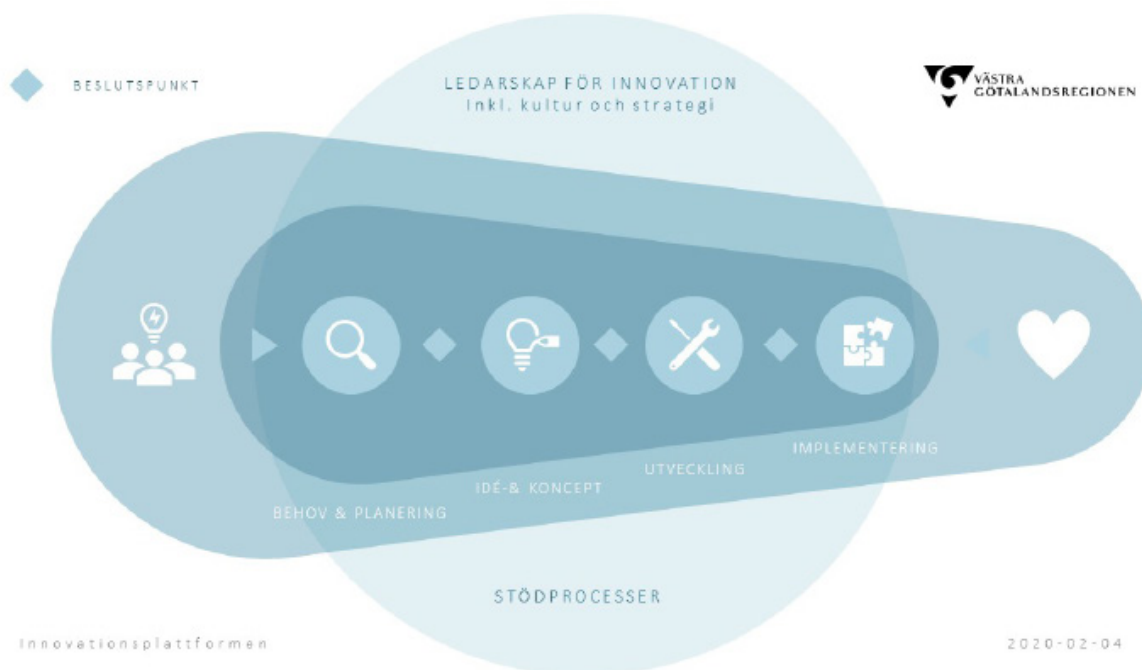 BESLUTSPUNKT
LEDARSKAP FÖR INNOVATION
Inkl. kultur och strategi
VÄSTRA
GÖTALANDSREGIONEN
IMPLEMENTERING
UTVECKLING
IDÉ-& KONCEPT
BEHOV & PLANERING
STÖDPROCESSER
Innovationsplattformen
2020-02-04